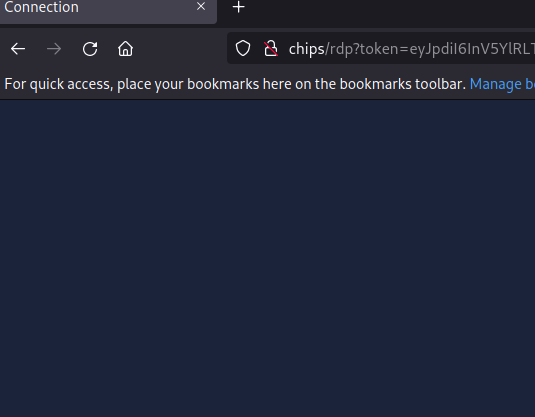 Connection
chips/rdp?token=eyJpdiI6InV5YlRLT
For quick access, place your bookmarks here on the bookmarks toolbar. Manage b